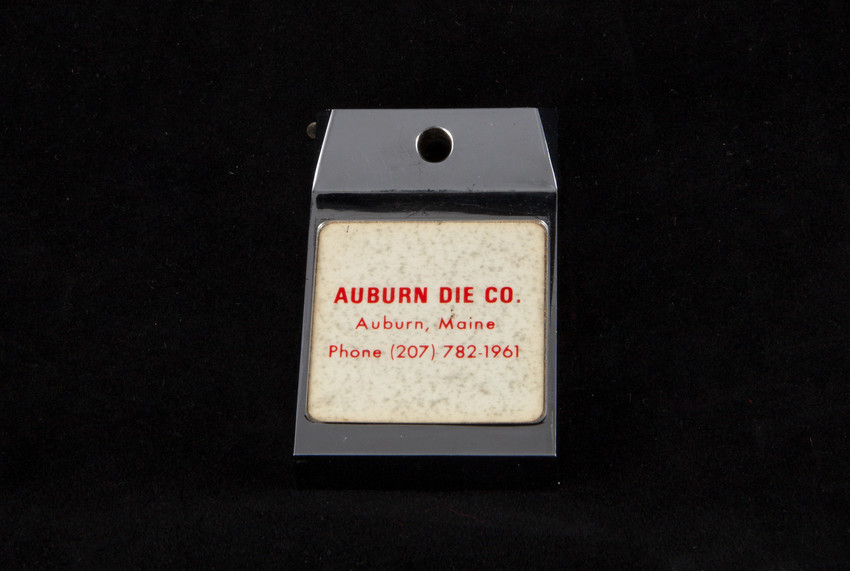 AUBURN DIE CO.
Auburn, Maine
Phone (207) 782-1961